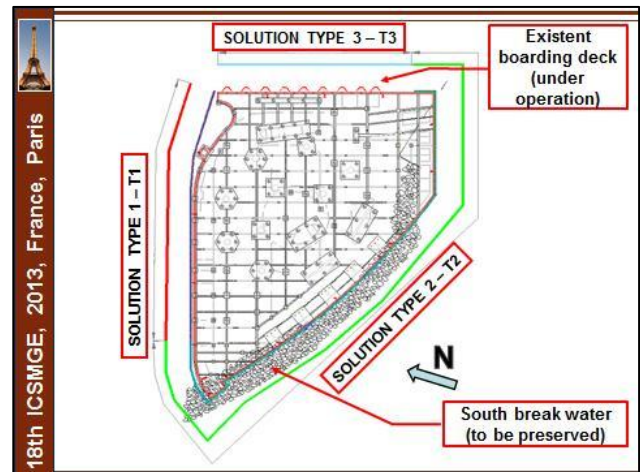 18th ICSMGE, 2013, France, Paris
SOLUTION TYPE 3 – T3
Existent
boarding deck
(under
operation)
SOLUTION TYPE 1 – T1
SOLUTION TYPE 2 – T2
N
South break water
(to be preserved)